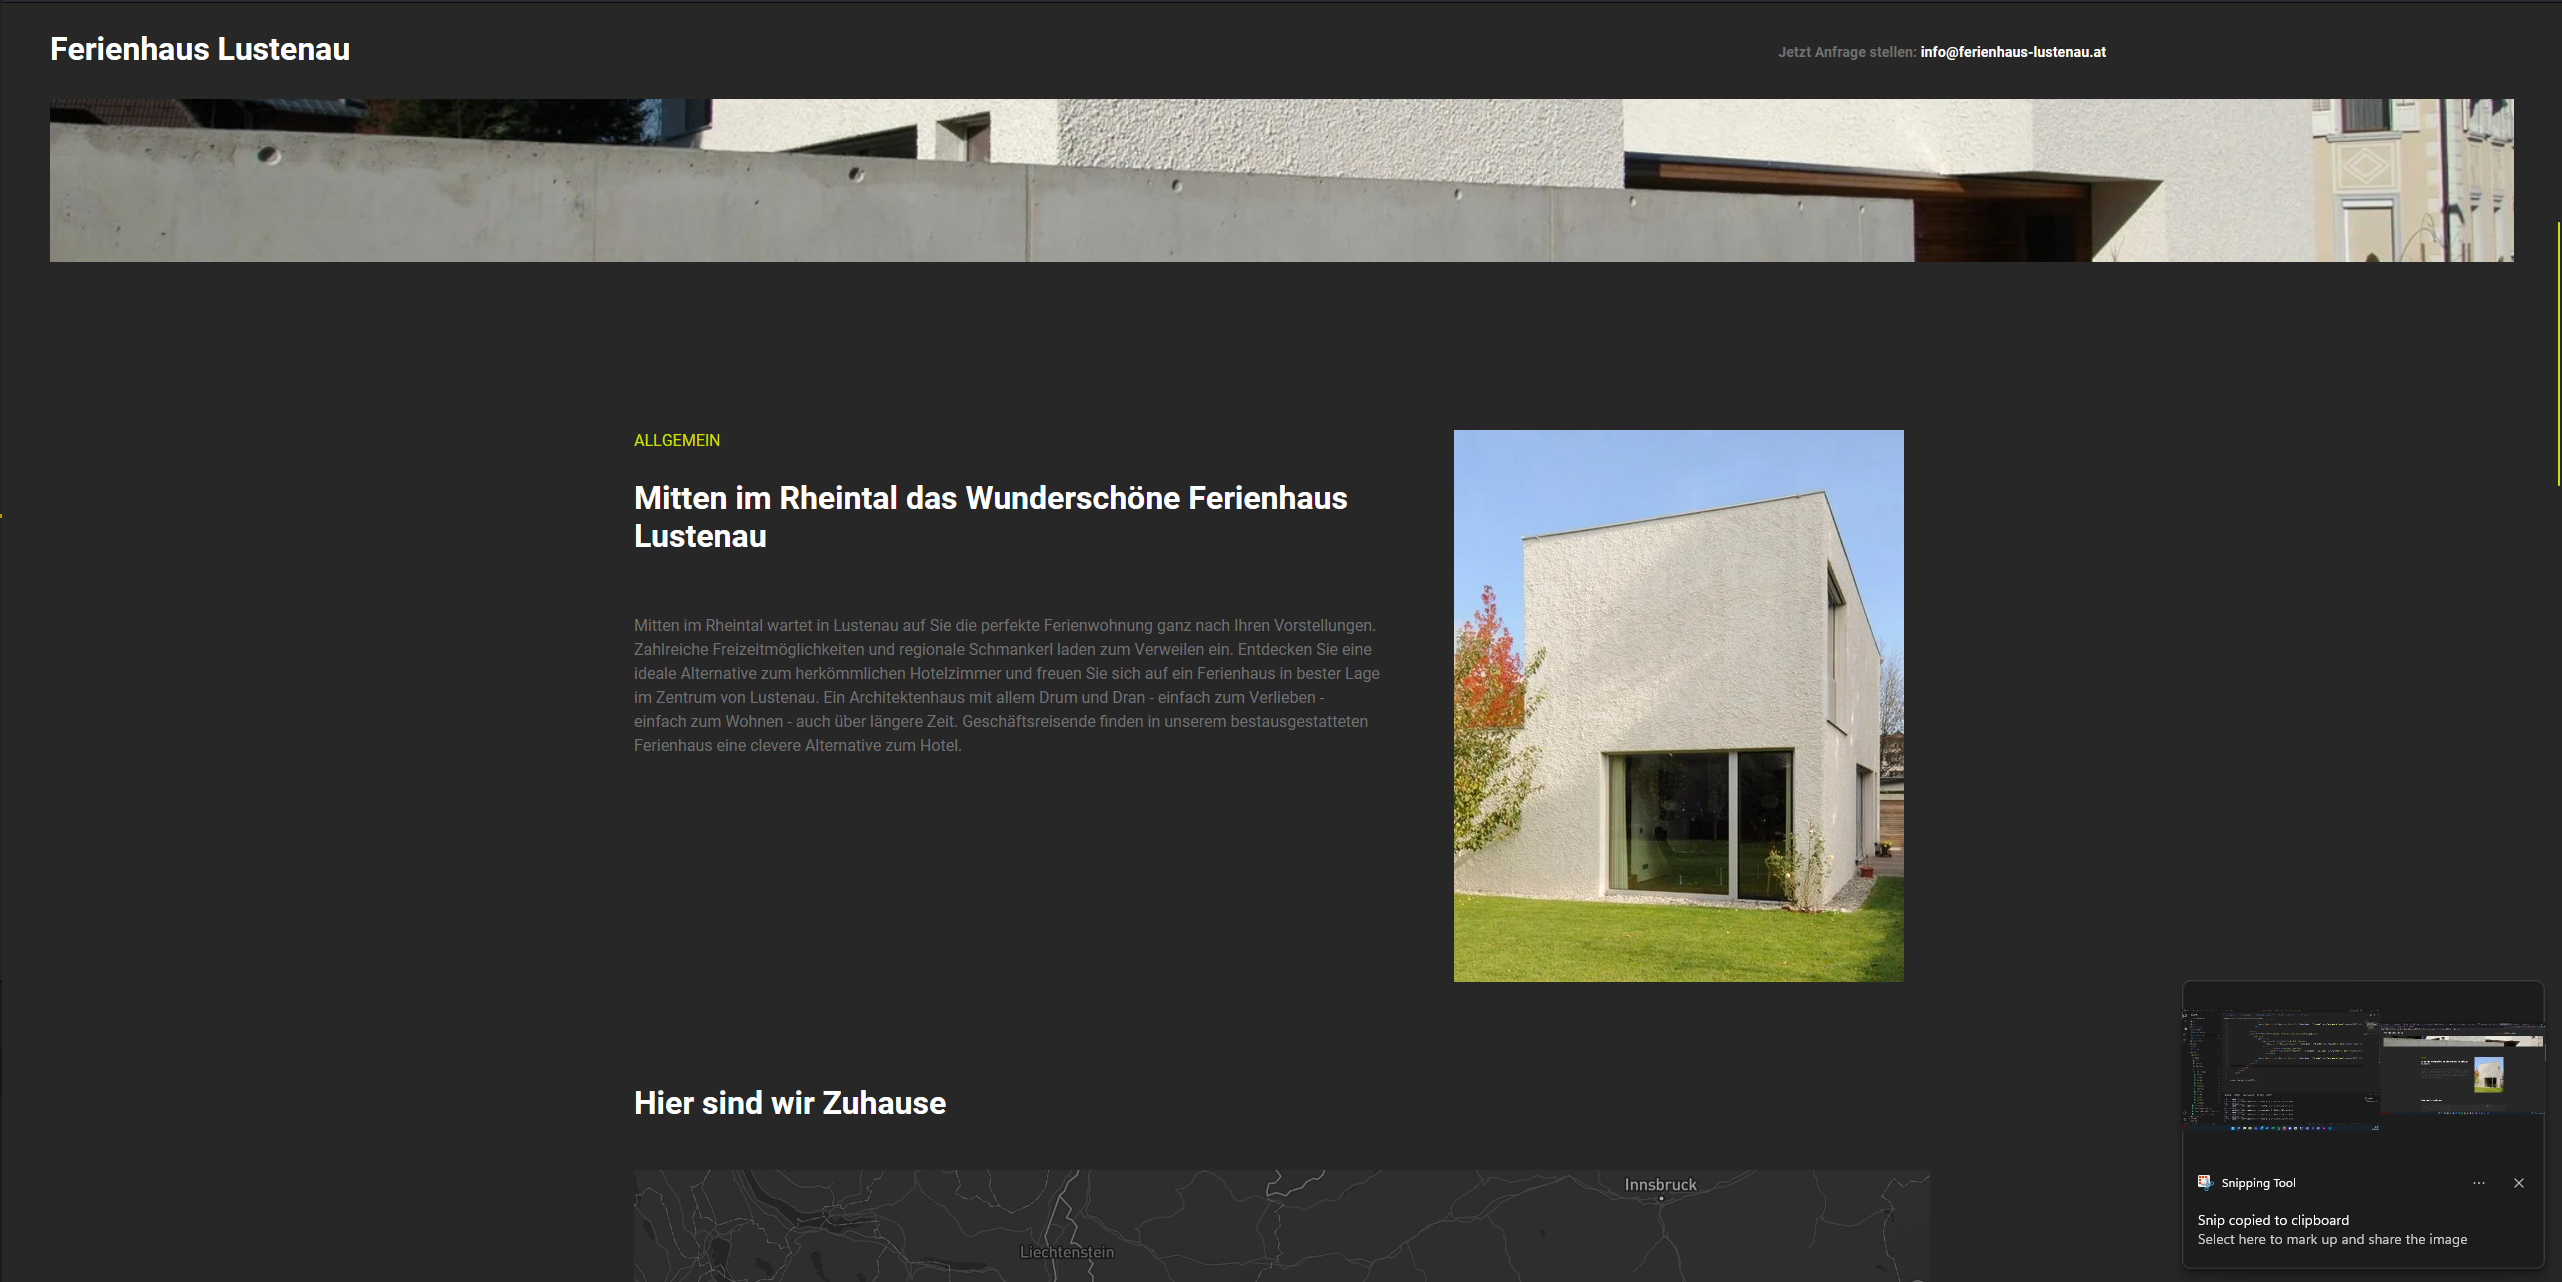 Ferienhaus Lustenau
Jetzt Anfrage stellen: info@ferienhaus-lustenau.at
ALLGEMEIN
Mitten im Rheintal das Wunderschöne Ferienhaus
Lustenau
Mitten im Rheintal wartet in Lustenau auf Sie die perfekte Ferienwohnung ganz nach Ihren Vorstellungen.
Zahlreiche Freizeitmöglichkeiten und regionale Schmankerl laden zum Verweilen ein. Entdecken Sie eine
ideale Alternative zum herkömmlichen Hotelzimmer und freuen Sie sich auf ein Ferienhaus in bester Lage
im Zentrum von Lustenau. Ein Architektenhaus mit allem Drum und Dran - einfach zum Verlieben -
einfach zum Wohnen - auch über längere Zeit. Geschäftsreisende finden in unserem bestausgestatteten
Ferienhaus eine clevere Alternative zum Hotel.
Hier sind wir Zuhause
Innsbruck
Liechtenstein
Snipping Tool
Snip copied to clipboard
Select here to mark up and share the image